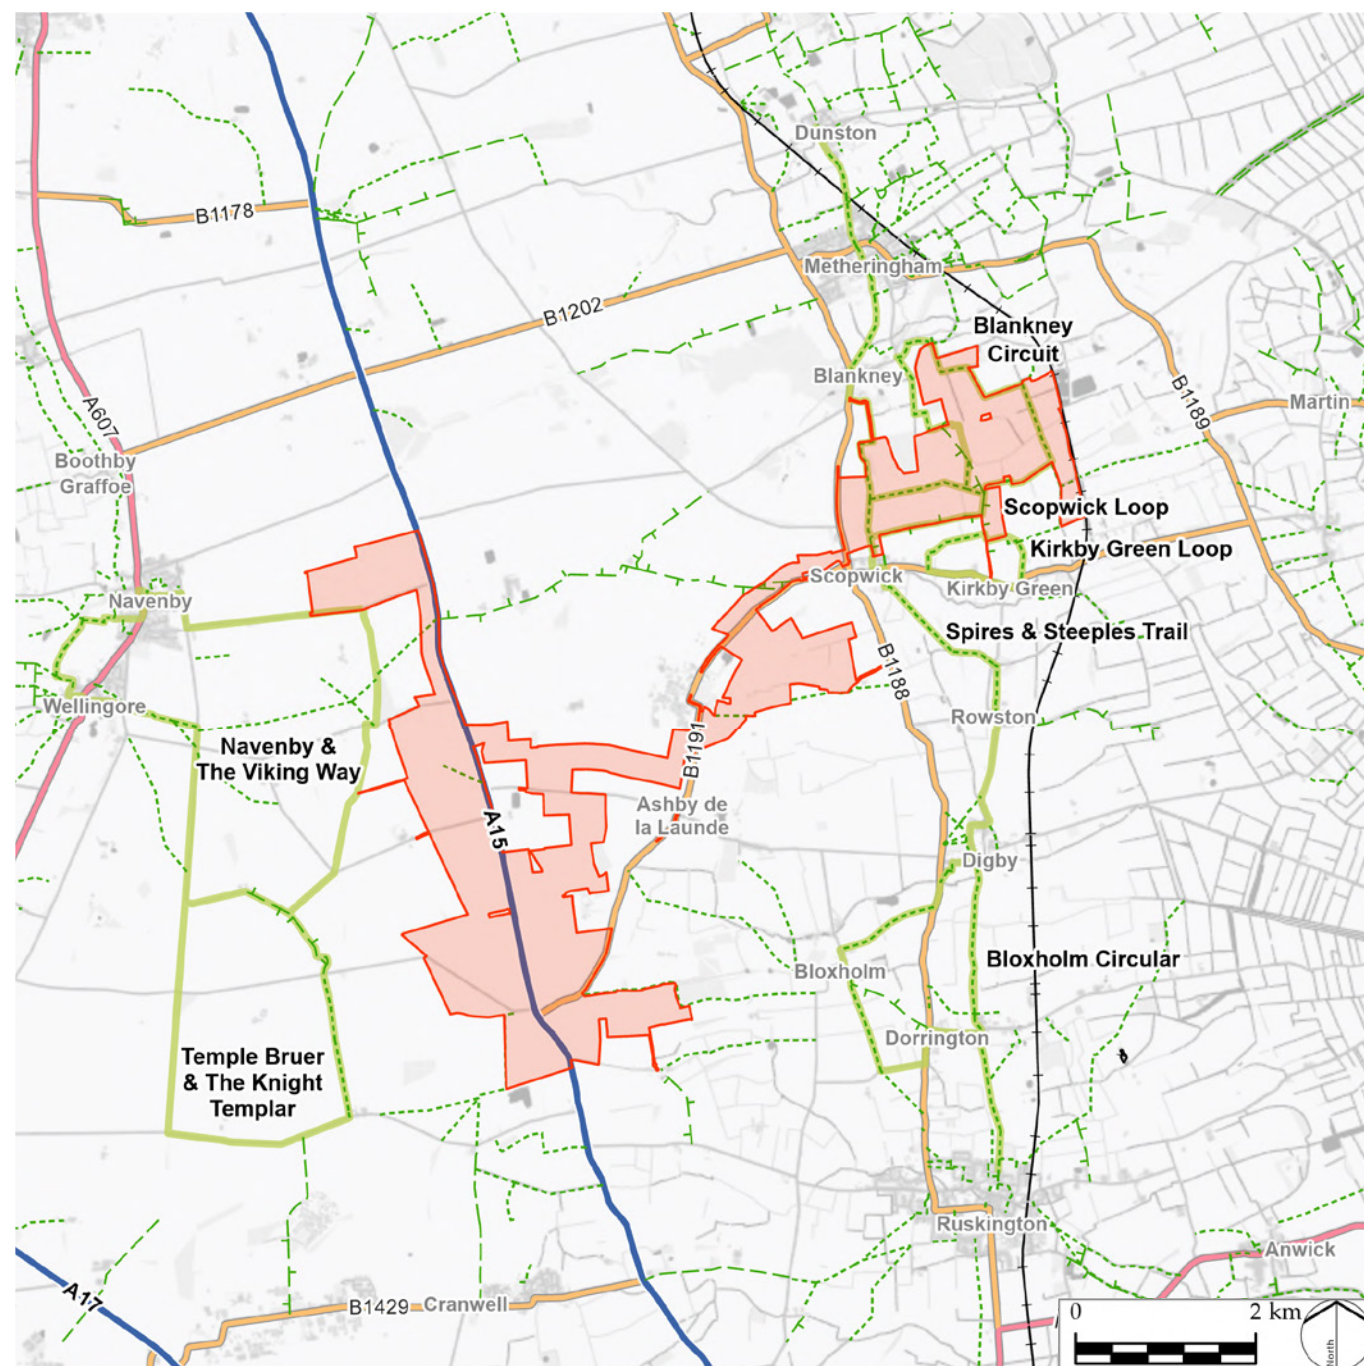 Dunston
B1178
Metheringham
B1202
Blankney
Circuit
Blankney
A607
B1189
Martin
Boothby
Graffoe
Scopwick Loop
Kirkby Green Loop
Scopwick
Kirkby Green
Navenby
Spires & Steeples Trail
B1188
Wellingore
Rowston
Navenby &
The Viking Way
B1191
Ashby de
la Launde
A15
Digby
Bloxholm
Bloxholm Circular
Dorrington
Temple Bruer
& The Knight
Templar
Ruskington
Anwick
A17
B1429
Cranwell
0 2 km
North